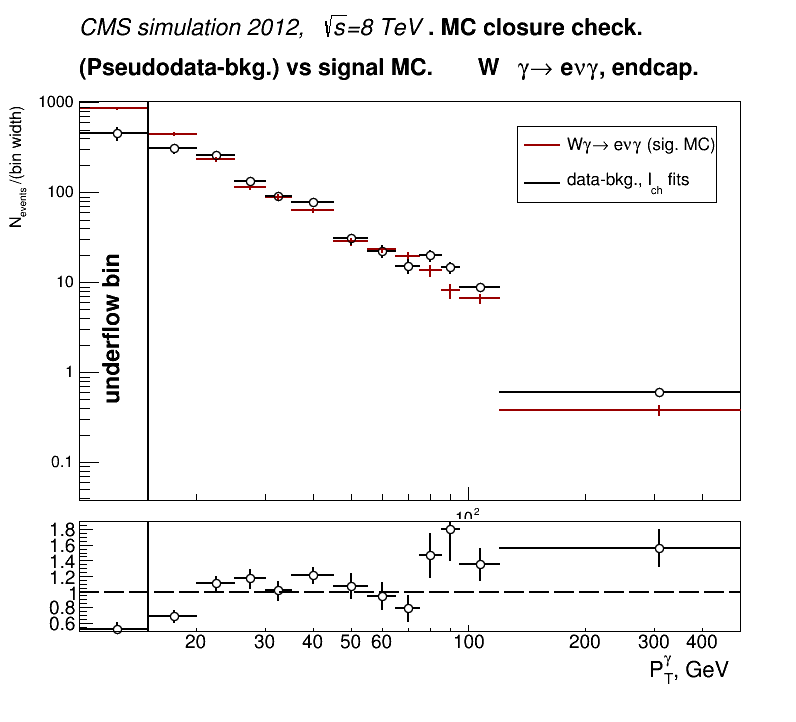 CMS simulation 2012, √s=8 TeV . MC closure check.
(Pseudodata-bkg.) vs signal MC. W γ→ eνγ, endcap.
N_events /(bin width)
1000
100
10
1
0.1
underflow bin
Wγ→ eνγ (sig. MC)
data-bkg., I_ch fits
10²
1.8
1.6
1.4
1.2
1
0.8
0.6
20 30 40 50 60 100 200 300 400
P_T^γ, GeV